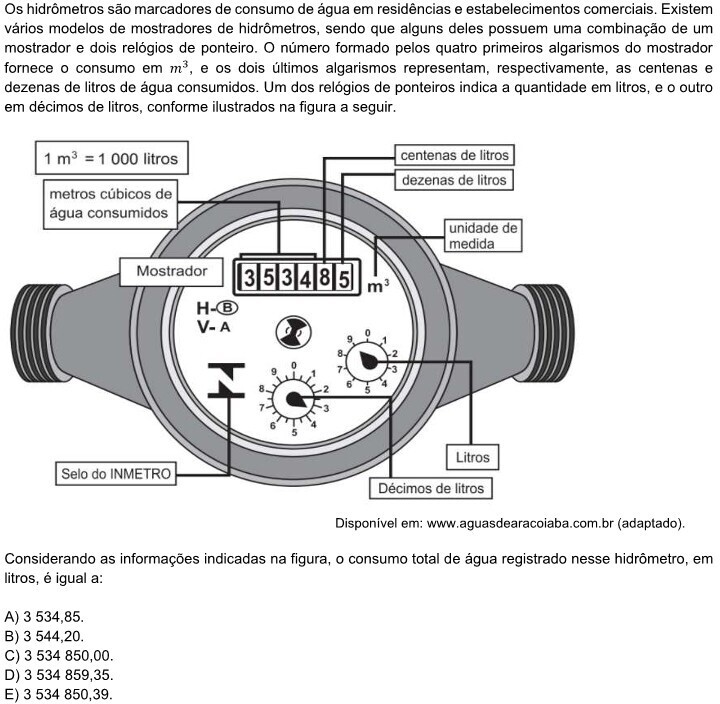 Os hidrômetros são marcadores de consumo de água em residências e estabelecimentos comerciais. Existem
vários modelos de mostradores de hidrômetros, sendo que alguns deles possuem uma combinação de um
mostrador e dois relógios de ponteiro. O número formado pelos quatro primeiros algarismos do mostrador
fornece o consumo em m³, e os dois últimos algarismos representam, respectivamente, as centenas e
dezenas de litros de água consumidos. Um dos relógios de ponteiros indica a quantidade em litros, e o outro
em décimos de litros, conforme ilustrados na figura a seguir.
1 m³ = 1 000 litros
centenas de litros
dezenas de litros
metros cúbicos de
água consumidos
unidade de
medida
Mostrador
3 5 3 4 8 5 m³
H-B
V- A
0 1 2 3 4 5 6 7 8 9
0 1 2 3 4 5 6 7 8 9
Litros
Selo do INMETRO
Décimos de litros
Disponível em: www.aguasdearacoiaba.com.br (adaptado).
Considerando as informações indicadas na figura, o consumo total de água registrado nesse hidrômetro, em
litros, é igual a:
A) 3 534,85.
B) 3 544,20.
C) 3 534 850,00.
D) 3 534 859,35.
E) 3 534 850,39.